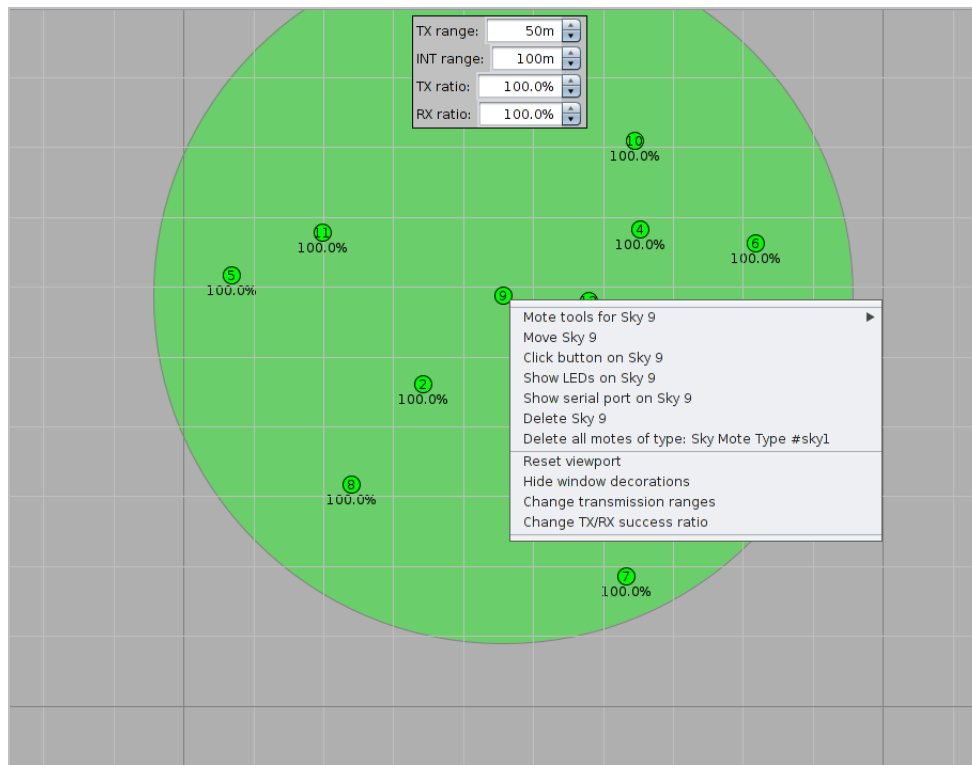 TX range: 50m
INT range: 100m
TX ratio: 100.0%
RX ratio: 100.0%
10
100.0%
11
100.0%
4
100.0%
6
100.0%
5
100.0%
9
2
100.0%
8
100.0%
7
100.0%
Mote tools for Sky 9
Move Sky 9
Click button on Sky 9
Show LEDs on Sky 9
Show serial port on Sky 9
Delete Sky 9
Delete all motes of type: Sky Mote Type #sky1
Reset viewport
Hide window decorations
Change transmission ranges
Change TX/RX success ratio